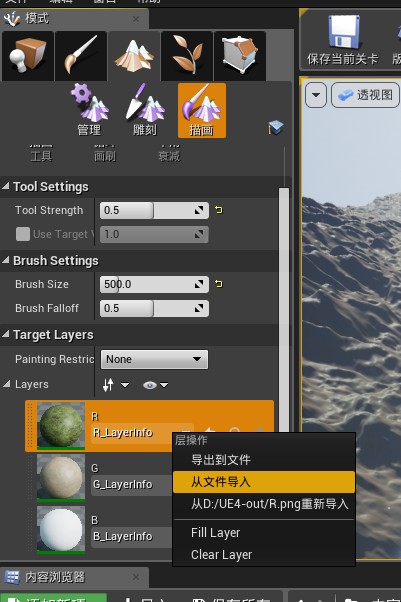 模式
保存当前关卡
透视图
管理
雕刻
描画
工具
画刷
衰减
Tool Settings
Tool Strength
0.5
Use Target V
1.0
Brush Settings
Brush Size
500.0
Brush Falloff
0.5
Target Layers
Painting Restric
None
Layers
R
R_LayerInfo
G
G_LayerInfo
B
B_LayerInfo
层操作
导出到文件
从文件导入
从D:/UE4-out/R.png重新导入
Fill Layer
Clear Layer
内容浏览器